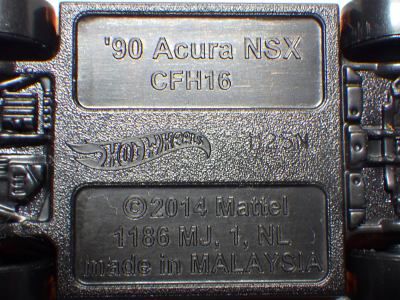 '90 Acura NSX
CFH16
Hot Wheels
©2014 Mattel
1186 MJ, 1, NL
made in MALAYSIA